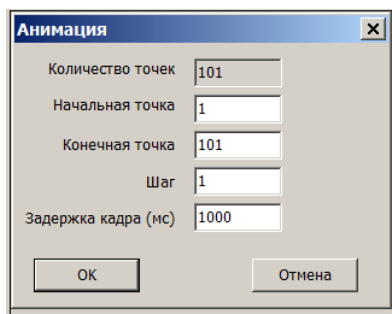 Анимация
Количество точек 101
Начальная точка 1
Конечная точка 101
Шаг 1
Задержка кадра (мс) 1000
OK Отмена